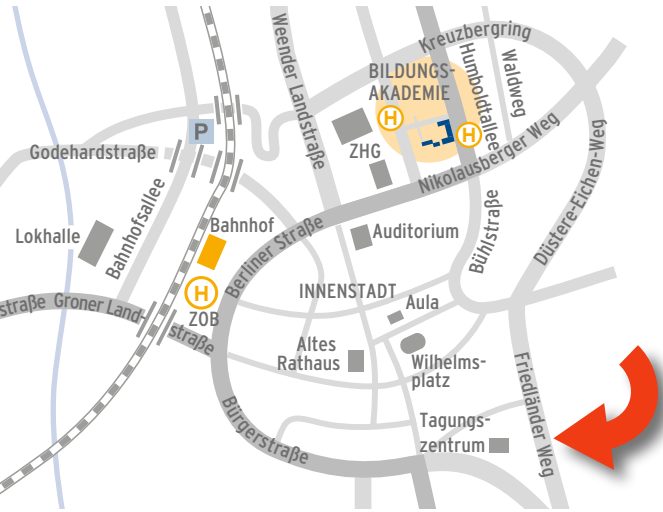 Kreuzbergring
Weender Landstraße
BILDUNGS-
AKADEMIE
Humboldtallee
Waldweg
H
H
P
ZHG
Godehardstraße
Nikolausberger Weg
Düstere-Eichen-Weg
Bahnhofsallee
Lokhalle
Bahnhof
Berliner Straße
Auditorium
Bühlstraße
H
ZOB
INNENSTADT
Aula
straße Groner Land-
straße
Altes
Rathaus
Wilhelms-
platz
Friedländer Weg
Bürgerstraße
Tagungs-
zentrum